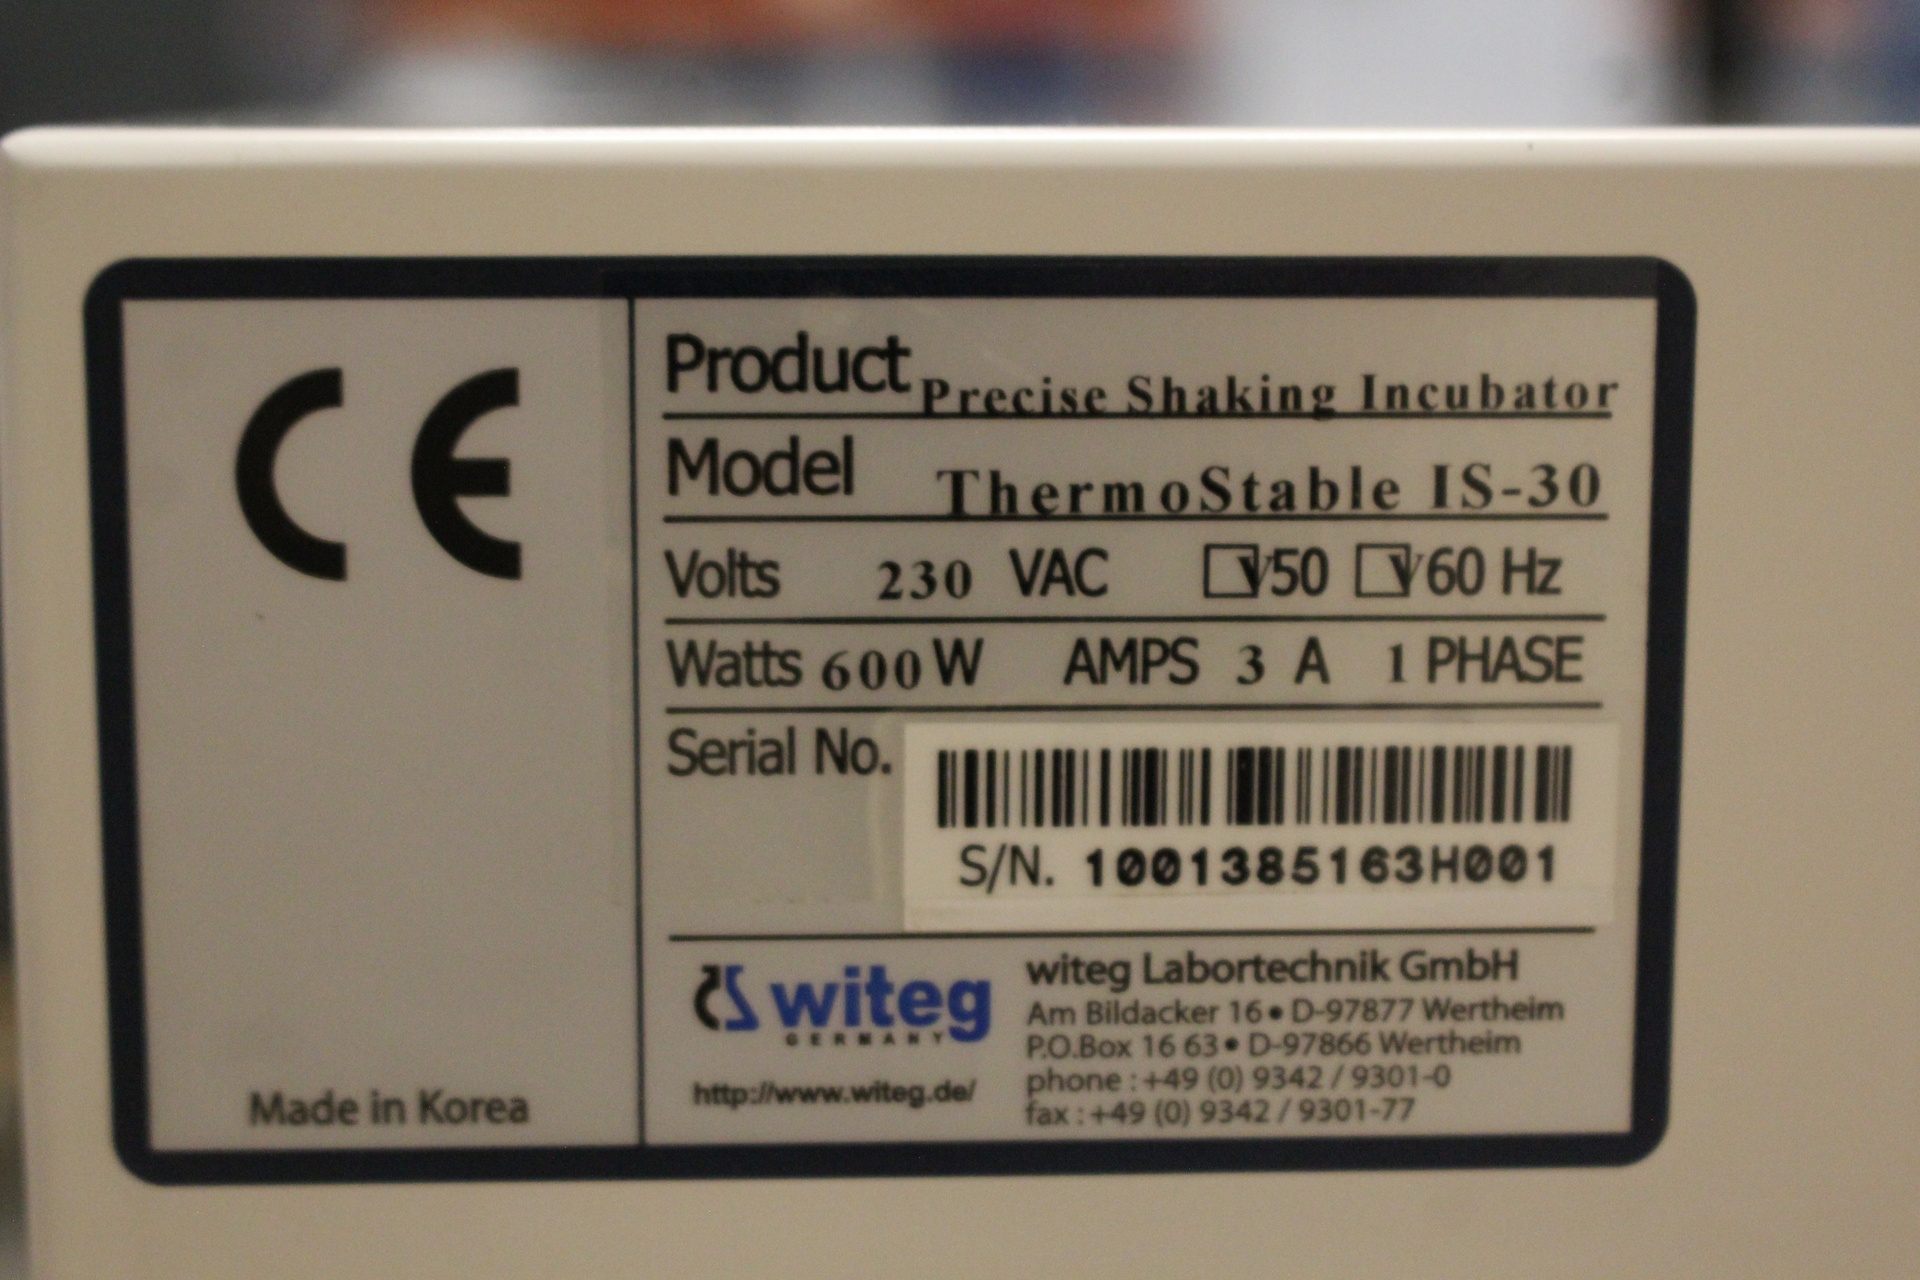 CE
Product Precise Shaking Incubator
Model ThermoStable IS-30
Volts 230 VAC ☑50 ☑60 Hz
Watts 600 W AMPS 3 A 1 PHASE
Serial No.
S/N. 1001385163H001
witeg
GERMANY
http://www.witeg.de/
witeg Labortechnik GmbH
Am Bildacker 16 • D-97877 Wertheim
P.O.Box 16 63 • D-97866 Wertheim
phone : +49 (0) 9342 / 9301-0
fax : +49 (0) 9342 / 9301-77
Made in Korea